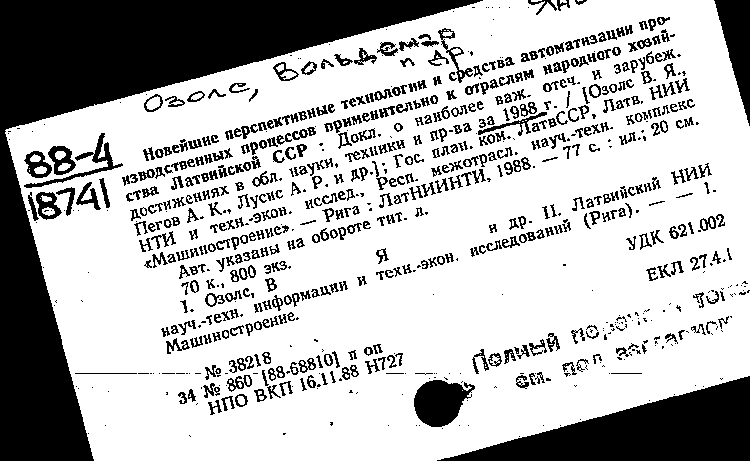 Озолс, Вольдемар
и др.
88-4
18741
Новейшие перспективные технологии и средства автоматизации про-
изводственных процессов применительно к отраслям народного хозяй-
ства Латвийской ССР : Докл. о наиболее важ. отеч. и зарубеж.
достижениях в обл. науки, техники и пр-ва за 1988 г. / [Озолс В. Я.,
Пегов А. К., Лусис А. Р. и др.]; Гос. план. ком. ЛатвССР, Латв. НИИ
НТИ и техн.-экон. исслед., Респ. межотрасл. науч.-техн. комплекс
«Машиностроение». — Рига : ЛатНИИНТИ, 1988. — 77 с. : ил.; 20 см.
Авт. указаны на обороте тит. л.
70 к., 800 экз.
I. Озолс, В Я и др. II. Латвийский НИИ
науч.-техн. информации и техн.-экон. исследований (Рига). — — 1.
Машиностроение.
УДК 621.002
ЕКЛ 27.4.1
№ 38218
34 № 860 [88-68810] п оп
НПО ВКП 16.11.88 Н727
Полный
см. под заглавием